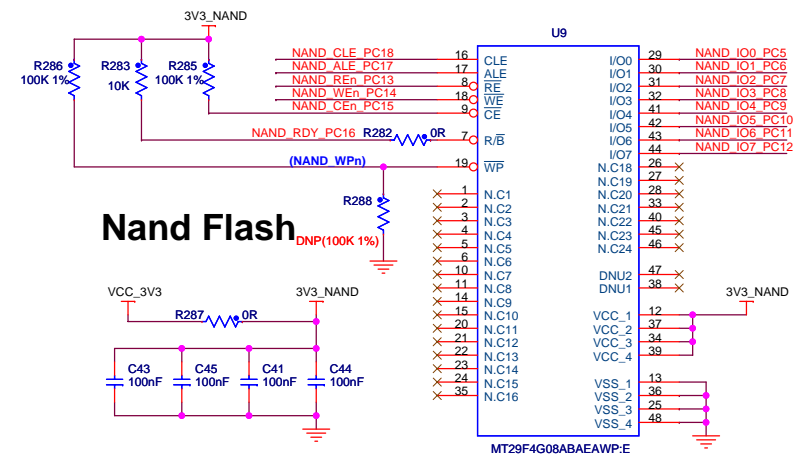 3V3_NAND
U9
R286
100K 1%
R283
10K
R285
100K 1%
NAND_CLE_PC18
NAND_ALE_PC17
NAND_REn_PC13
NAND_WEn_PC14
NAND_CEn_PC15
NAND_RDY_PC16
R282
0R
(NAND_WPn)
R288
DNP(100K 1%)
Nand Flash
VCC_3V3
3V3_NAND
R287
0R
C43
100nF
C45
100nF
C41
100nF
C44
100nF
16 CLE
17 ALE
8 RE
18 WE
9 CE
7 R/B
19 WP
1 N.C1
2 N.C2
3 N.C3
4 N.C4
5 N.C5
6 N.C6
10 N.C7
11 N.C8
14 N.C9
15 N.C10
20 N.C11
21 N.C12
22 N.C13
23 N.C14
24 N.C15
35 N.C16
I/O0 29 NAND_IO0_PC5
I/O1 30 NAND_IO1_PC6
I/O2 31 NAND_IO2_PC7
I/O3 32 NAND_IO3_PC8
I/O4 41 NAND_IO4_PC9
I/O5 42 NAND_IO5_PC10
I/O6 43 NAND_IO6_PC11
I/O7 44 NAND_IO7_PC12
N.C18 26
N.C19 27
N.C20 28
N.C21 33
N.C22 40
N.C23 45
N.C24 46
DNU2 47
DNU1 38
VCC_1 12
VCC_2 37
VCC_3 34
VCC_4 39
3V3_NAND
VSS_1 13
VSS_2 36
VSS_3 25
VSS_4 48
MT29F4G08ABAEAWP:E